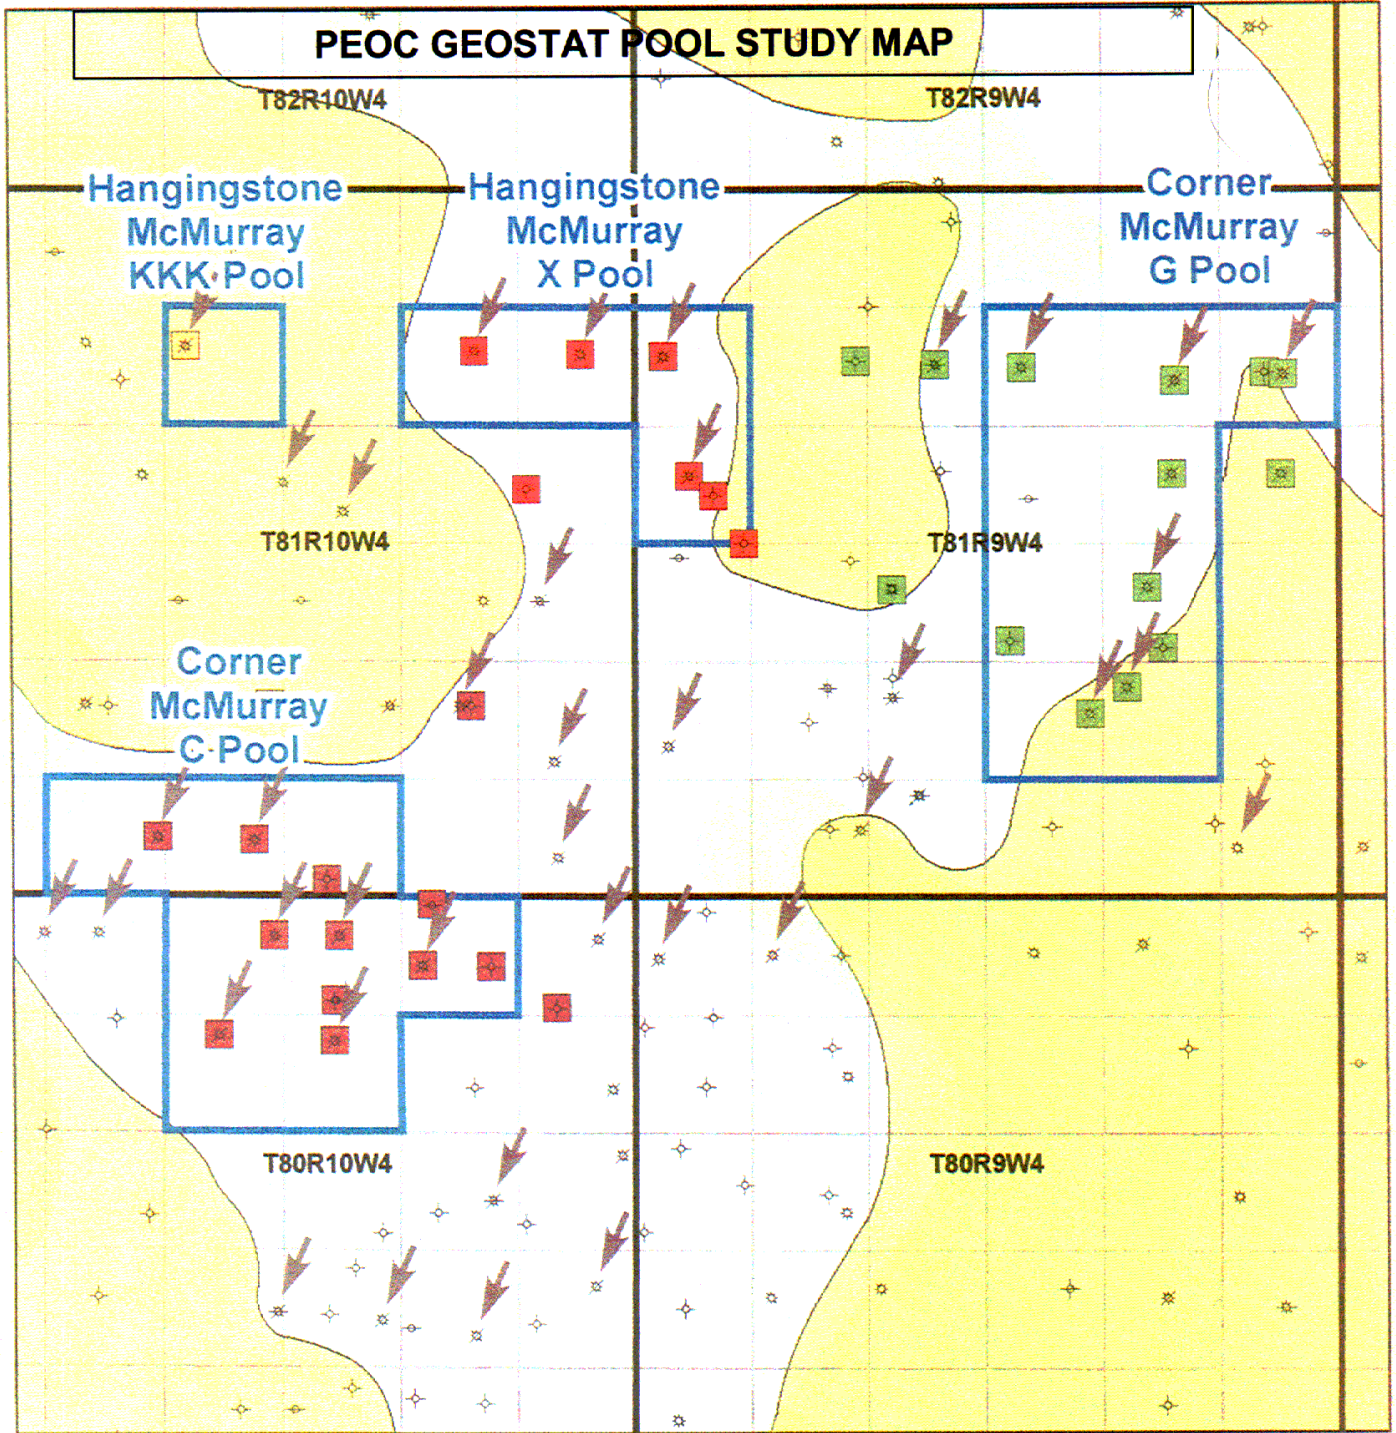 PEOC GEOSTAT POOL STUDY MAP
T82R10W4
T82R9W4
Hangingstone
McMurray
KKK Pool
Hangingstone
McMurray
X Pool
Corner
McMurray
G Pool
T81R10W4
T81R9W4
Corner
McMurray
C Pool
T80R10W4
T80R9W4